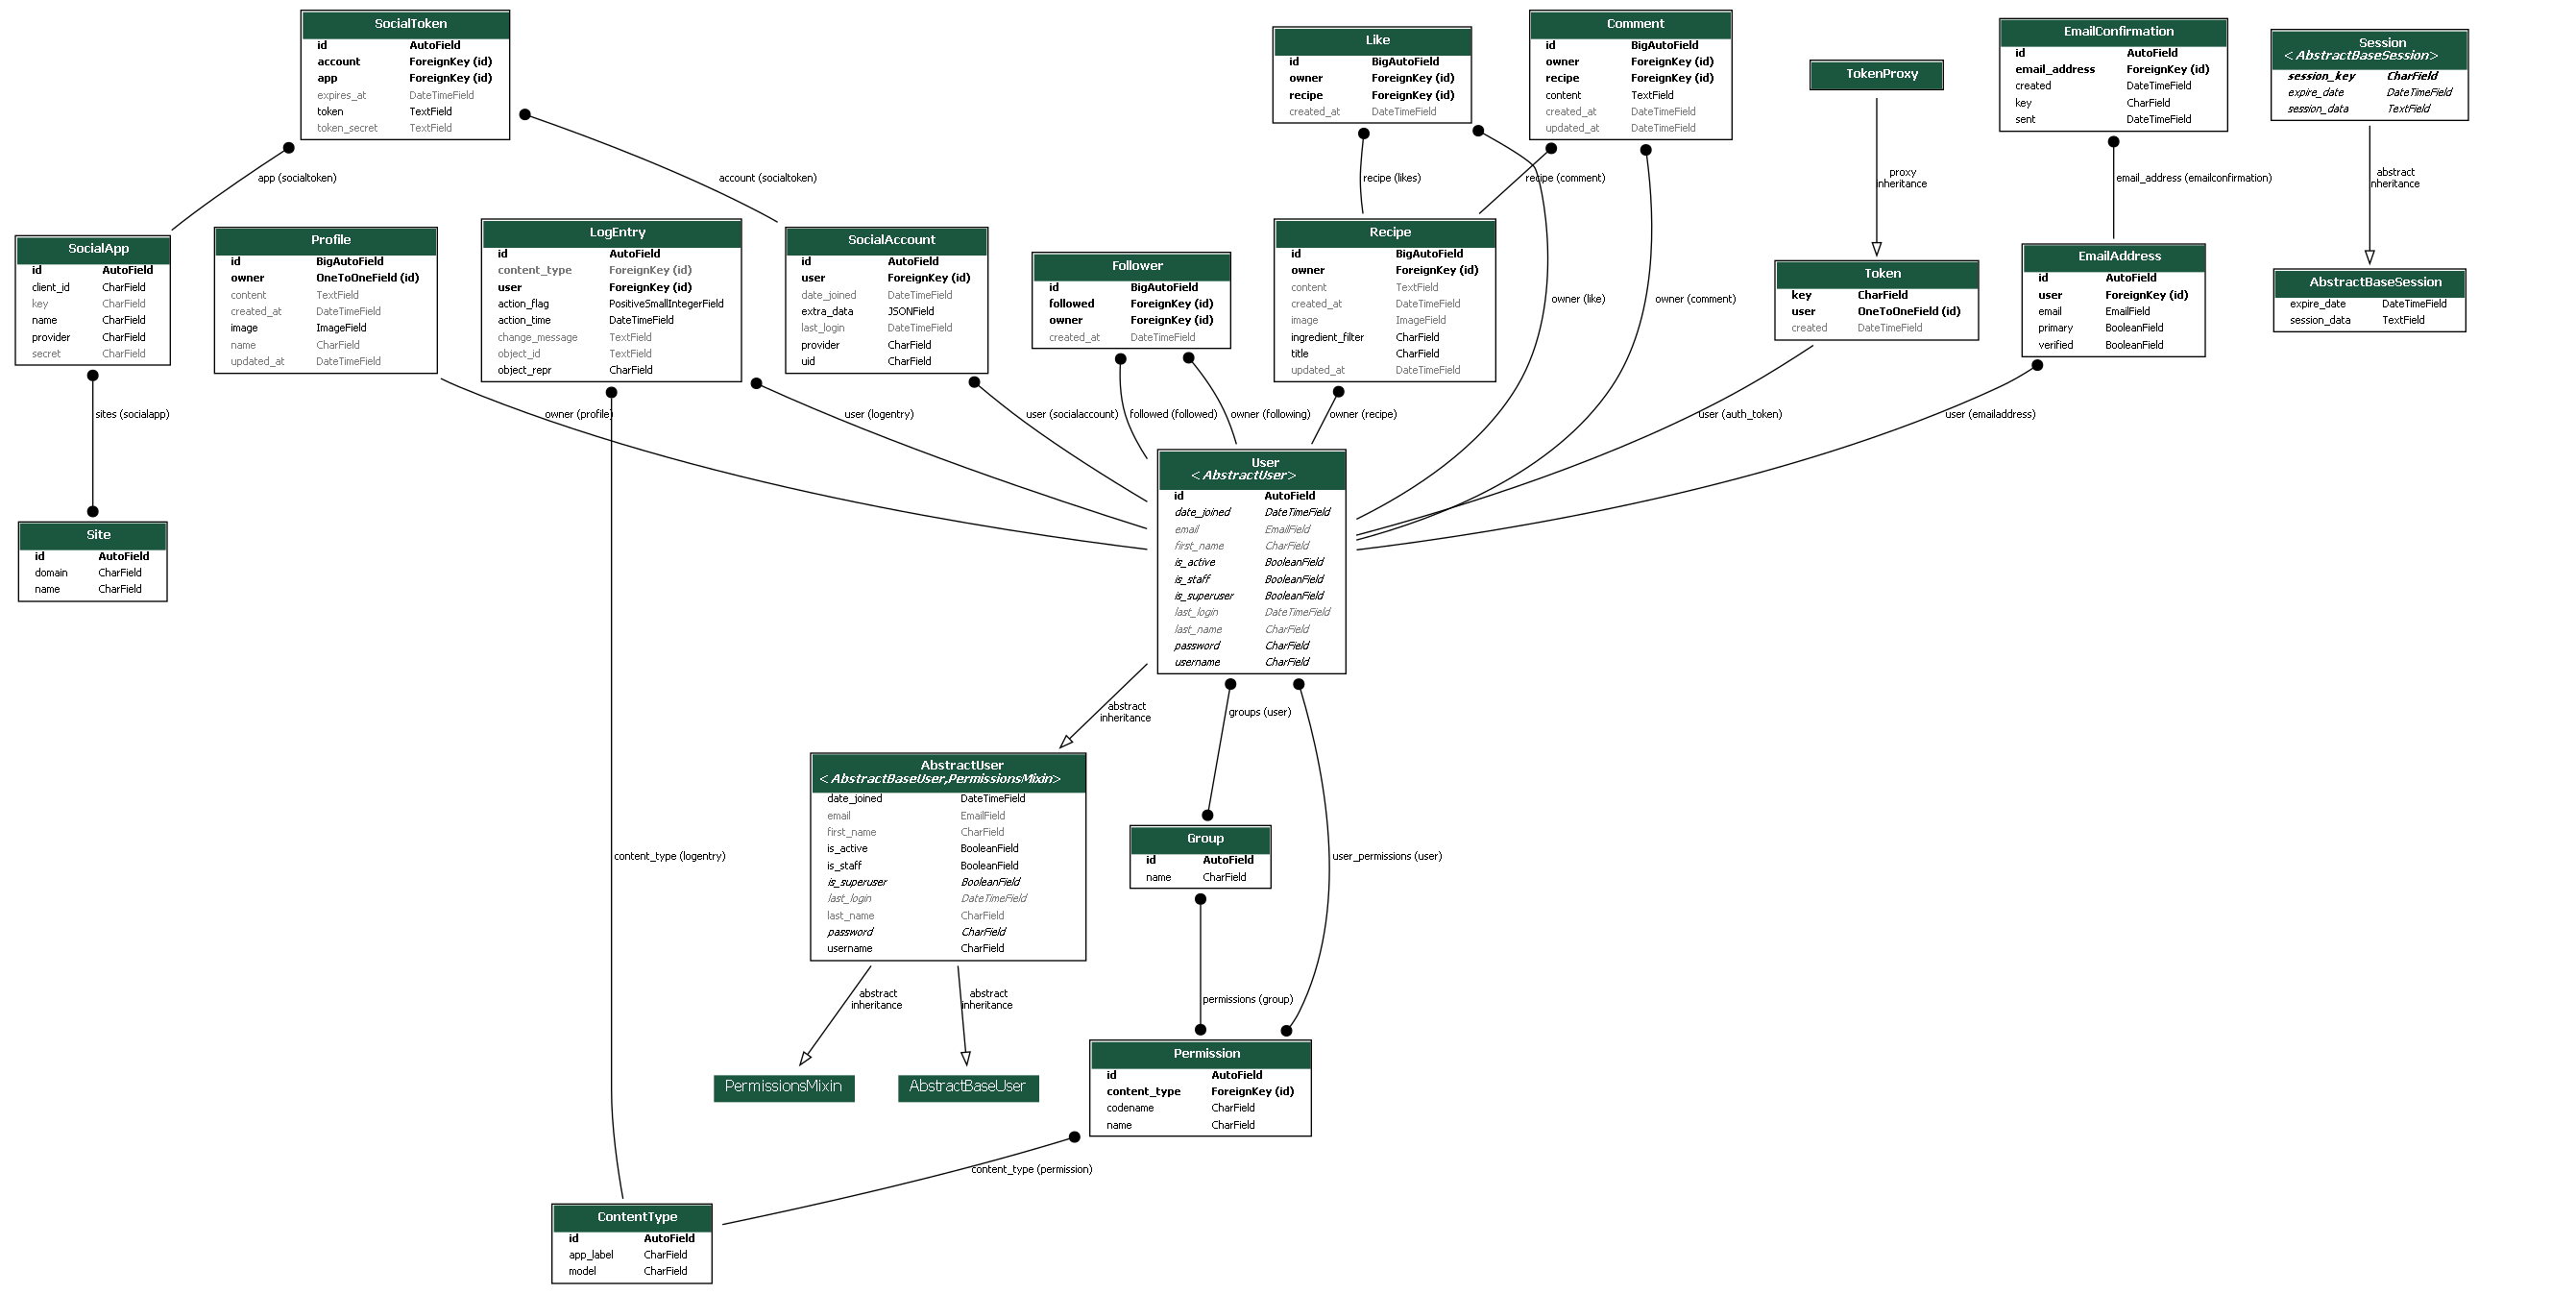 SocialToken
id AutoField
account ForeignKey (id)
app ForeignKey (id)
expires_at DateTimeField
token TextField
token_secret TextField
Like
id BigAutoField
owner ForeignKey (id)
recipe ForeignKey (id)
created_at DateTimeField
Comment
id BigAutoField
owner ForeignKey (id)
recipe ForeignKey (id)
content TextField
created_at DateTimeField
updated_at DateTimeField
TokenProxy
EmailConfirmation
id AutoField
email_address ForeignKey (id)
created DateTimeField
key CharField
sent DateTimeField
Session
<AbstractBaseSession>
session_key CharField
expire_date DateTimeField
session_data TextField
app (socialtoken)
account (socialtoken)
recipe (likes)
recipe (comment)
proxy
inheritance
email_address (emailconfirmation)
abstract
inheritance
SocialApp
id AutoField
client_id CharField
key CharField
name CharField
provider CharField
secret CharField
Profile
id BigAutoField
owner OneToOneField (id)
content TextField
created_at DateTimeField
image ImageField
name CharField
updated_at DateTimeField
LogEntry
id AutoField
content_type ForeignKey (id)
user ForeignKey (id)
action_flag PositiveSmallIntegerField
action_time DateTimeField
change_message TextField
object_id TextField
object_repr CharField
SocialAccount
id AutoField
user ForeignKey (id)
date_joined DateTimeField
extra_data JSONField
last_login DateTimeField
provider CharField
uid CharField
Follower
id BigAutoField
followed ForeignKey (id)
owner ForeignKey (id)
created_at DateTimeField
Recipe
id BigAutoField
owner ForeignKey (id)
content TextField
created_at DateTimeField
image ImageField
ingredient_filter CharField
title CharField
updated_at DateTimeField
owner (like)
owner (comment)
Token
key CharField
user OneToOneField (id)
created DateTimeField
EmailAddress
id AutoField
user ForeignKey (id)
email EmailField
primary BooleanField
verified BooleanField
AbstractBaseSession
expire_date DateTimeField
session_data TextField
sites (socialapp)
owner (profile)
user (logentry)
user (socialaccount)
followed (followed)
owner (following)
owner (recipe)
user (auth_token)
user (emailaddress)
Site
id AutoField
domain CharField
name CharField
User
<AbstractUser>
id AutoField
date_joined DateTimeField
email EmailField
first_name CharField
is_active BooleanField
is_staff BooleanField
is_superuser BooleanField
last_login DateTimeField
last_name CharField
password CharField
username CharField
abstract
inheritance
groups (user)
AbstractUser
<AbstractBaseUser,PermissionsMixin>
date_joined DateTimeField
email EmailField
first_name CharField
is_active BooleanField
is_staff BooleanField
is_superuser BooleanField
last_login DateTimeField
last_name CharField
password CharField
username CharField
Group
id AutoField
name CharField
content_type (logentry)
user_permissions (user)
abstract
inheritance
abstract
inheritance
permissions (group)
PermissionsMixin
AbstractBaseUser
Permission
id AutoField
content_type ForeignKey (id)
codename CharField
name CharField
content_type (permission)
ContentType
id AutoField
app_label CharField
model CharField